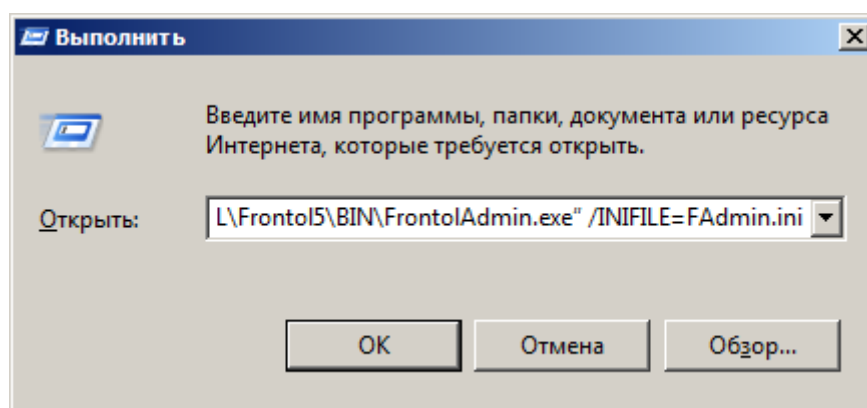 Выполнить
Введите имя программы, папки, документа или ресурса
Интернета, которые требуется открыть.
Открыть:
L\Frontol5\BIN\FrontolAdmin.exe" /INIFILE=FAdmin.ini
OK
Отмена
Обзор...